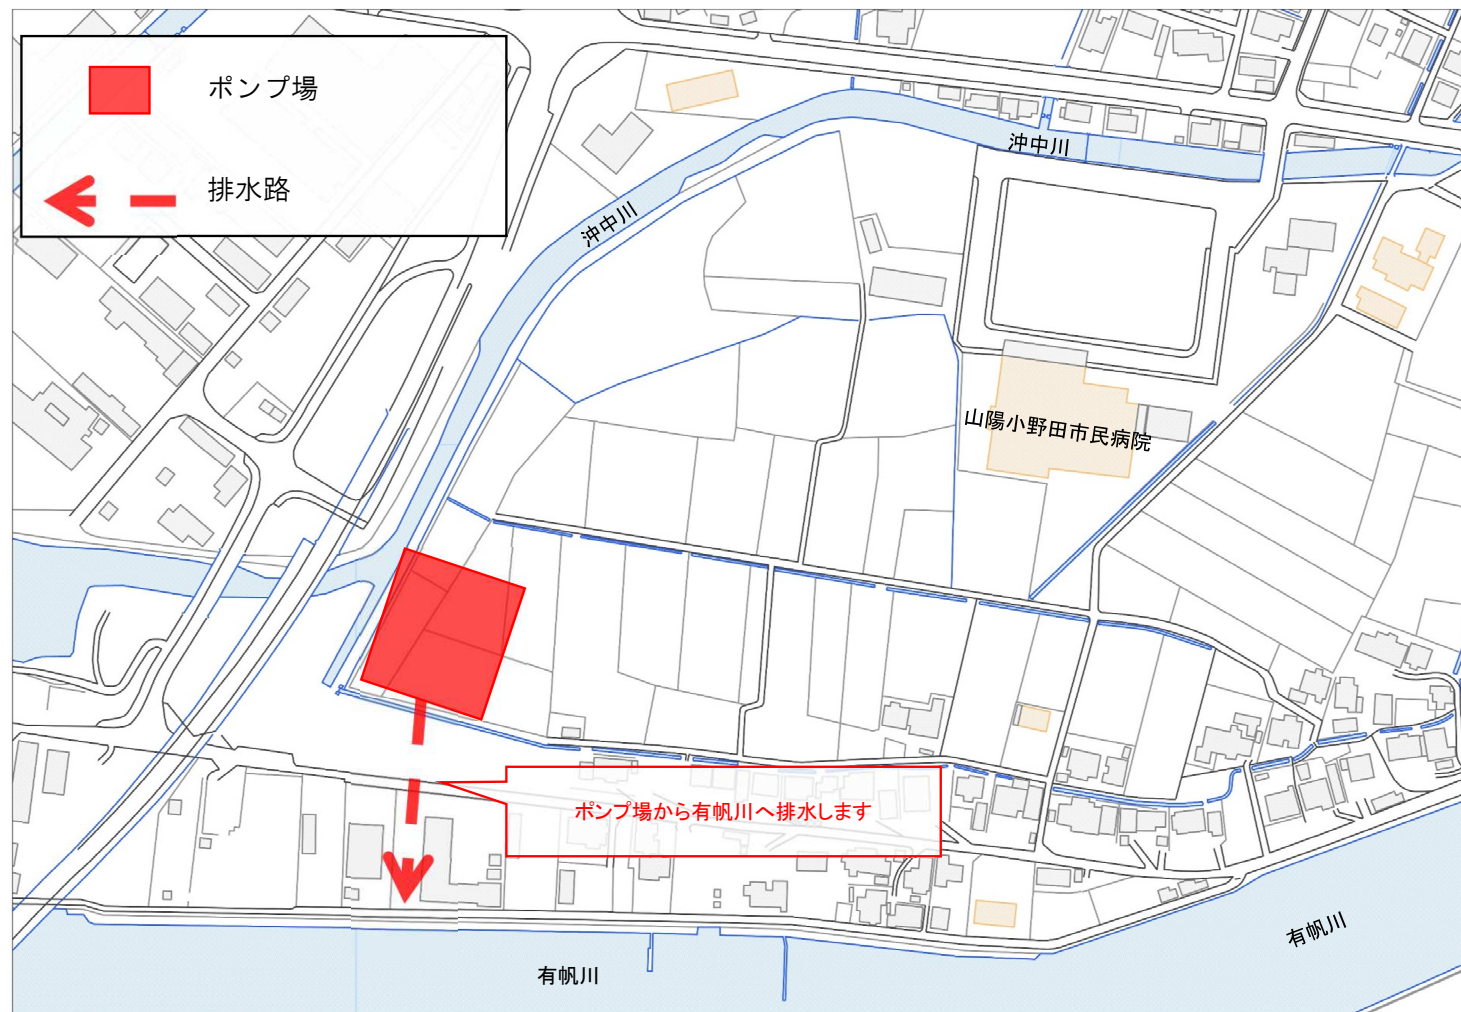 ポンプ場
排水路
沖中川
沖中川
山陽小野田市民病院
ポンプ場から有帆川へ排水します
有帆川
有帆川